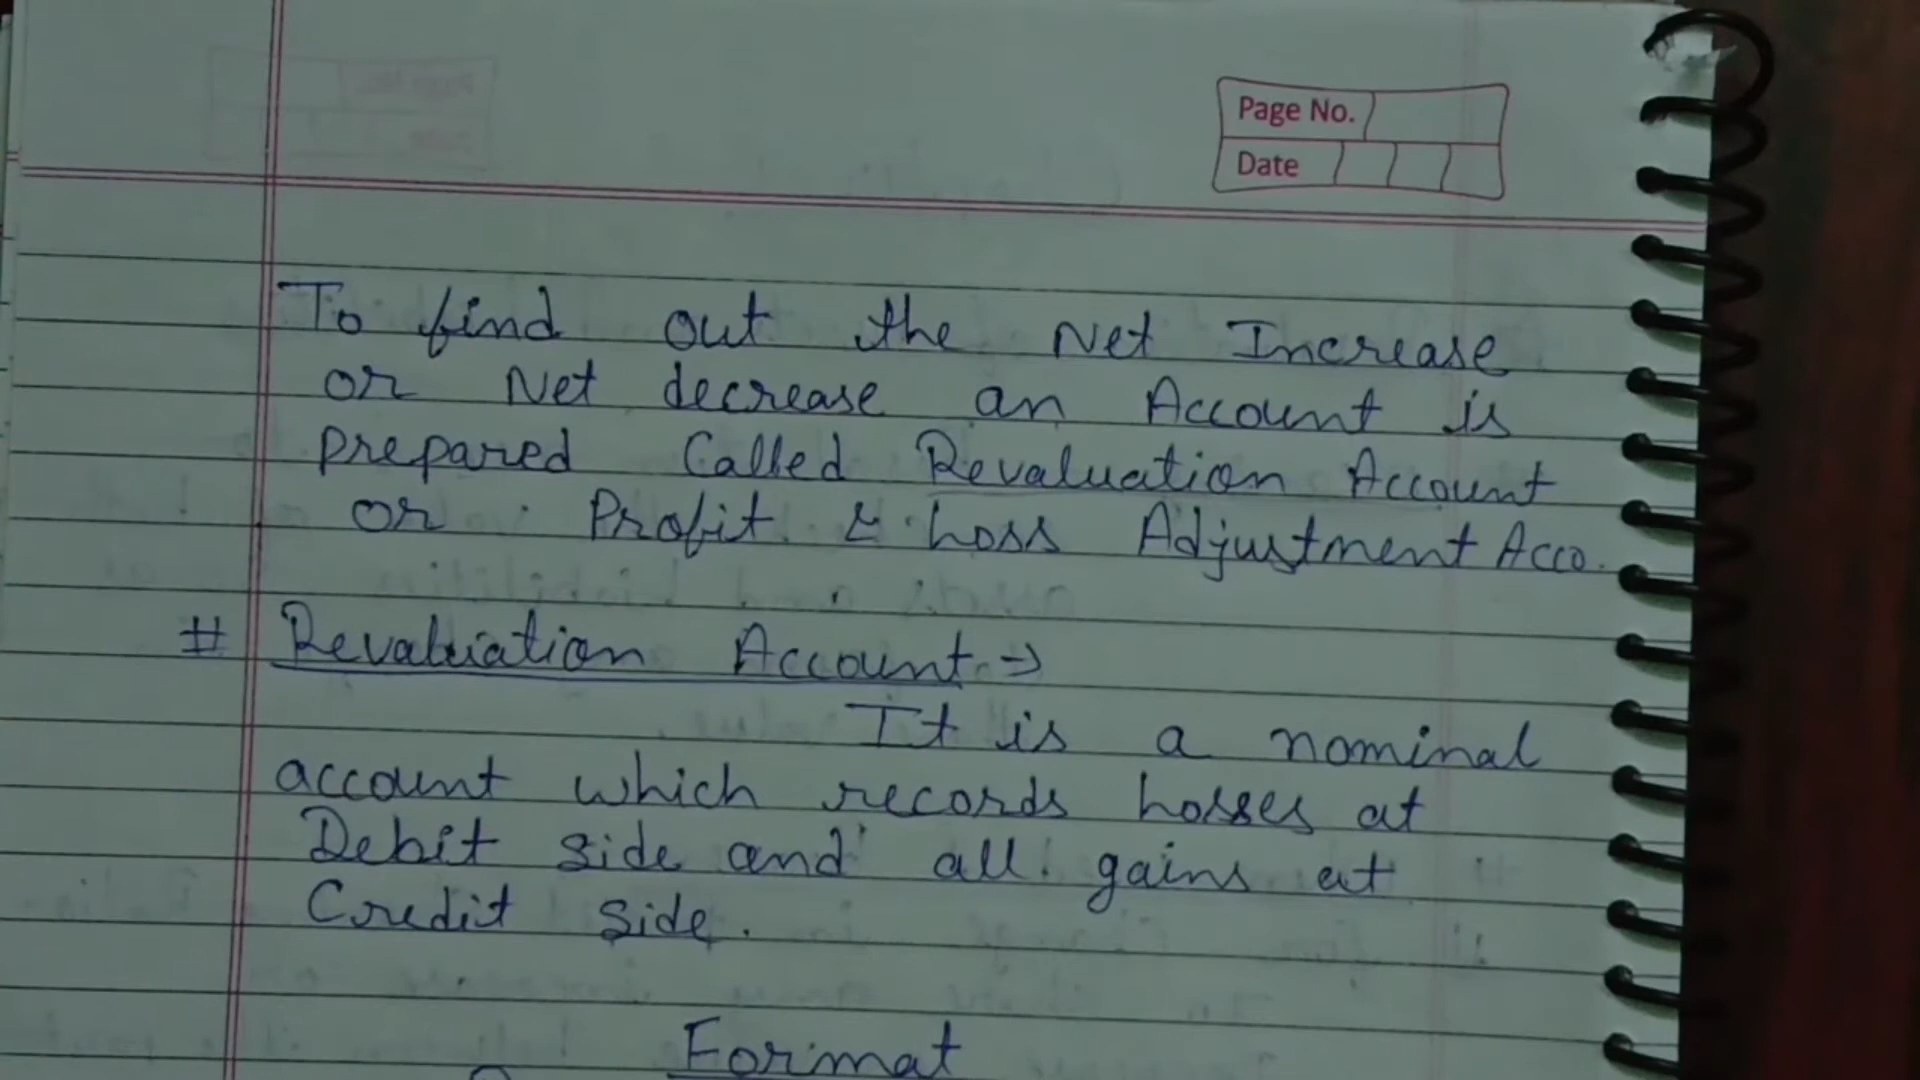 Page No.
Date
To find out the Net Increase
or Net decrease an Account is
prepared Called Revaluation Account
or Profit & Loss Adjustment Acco.
# Revaluation Account →
It is a nominal
account which records Losses at
Debit side and all gains at
Credit side.
Format